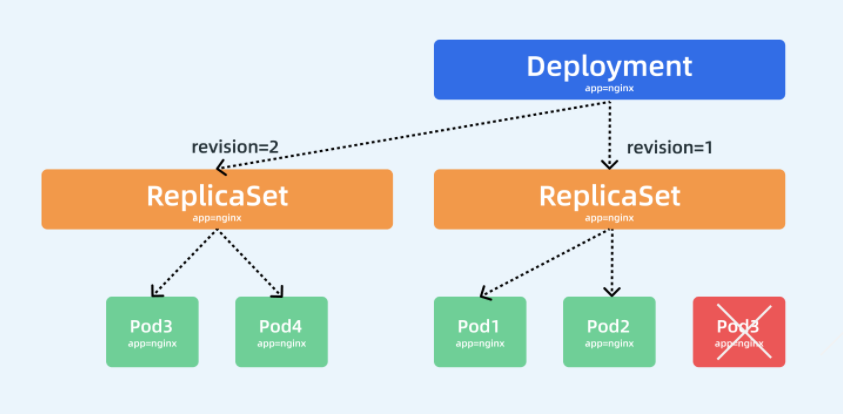 Deployment
app=nginx
revision=2
revision=1
ReplicaSet
app=nginx
ReplicaSet
app=nginx
Pod3
app=nginx
Pod4
app=nginx
Pod1
app=nginx
Pod2
app=nginx
Pod3
app=nginx